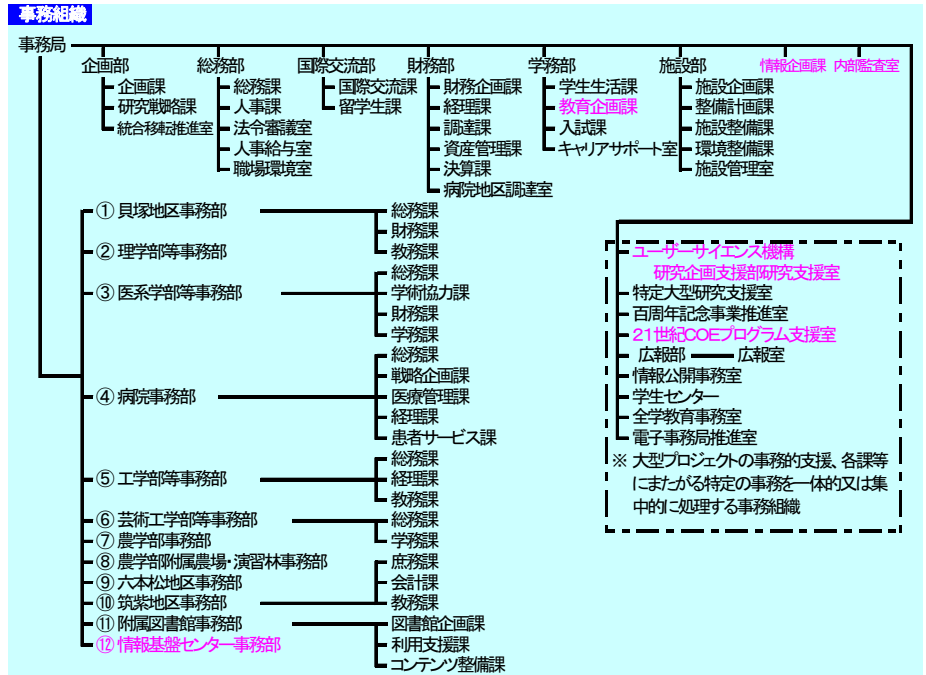 事務組織
事務局
企画部
企画課
研究戦略課
統合移転推進室
総務部
総務課
人事課
法令審議室
人事給与室
職場環境室
国際交流部
国際交流課
留学生課
財務部
財務企画課
経理課
調達課
資産管理課
決算課
病院地区調達室
学務部
学生生活課
教育企画課
入試課
キャリアサポート室
施設部
施設企画課
整備計画課
施設整備課
環境整備課
施設管理室
情報企画課
内部監査室
① 貝塚地区事務部
総務課
財務課
教務課
② 理学部等事務部
③ 医系学部等事務部
総務課
学術協力課
財務課
学務課
④ 病院事務部
総務課
戦略企画課
医療管理課
経理課
患者サービス課
⑤ 工学部等事務部
総務課
経理課
教務課
⑥ 芸術工学部等事務部
総務課
学務課
⑦ 農学部事務部
⑧ 農学部附属農場・演習林事務部
⑨ 六本松地区事務部
⑩ 筑紫地区事務部
庶務課
会計課
教務課
⑪ 附属図書館事務部
図書館企画課
利用支援課
コンテンツ整備課
⑫ 情報基盤センター事務部
ユーザーサイエンス機構
研究企画支援部研究支援室
特定大型研究支援室
百周年記念事業推進室
21世紀COEプログラム支援室
広報部 広報室
情報公開事務室
学生センター
全学教育事務室
電子事務局推進室
※ 大型プロジェクトの事務的支援、各課等
にまたがる特定の事務を一体的又は集
中的に処理する事務組織